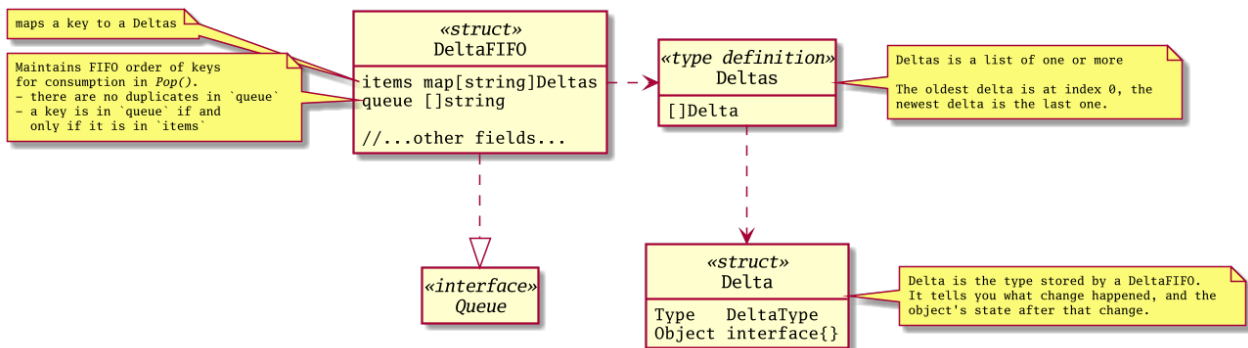 maps a key to a Deltas
Maintains FIFO order of keys
for consumption in Pop().
- there are no duplicates in `queue`
- a key is in `queue` if and
only if it is in `items`
«struct»
DeltaFIFO
items map[string]Deltas
queue []string
//...other fields...
«type definition»
Deltas
[]Delta
Deltas is a list of one or more
The oldest delta is at index 0, the
newest delta is the last one.
«interface»
Queue
«struct»
Delta
Type DeltaType
Object interface{}
Delta is the type stored by a DeltaFIFO.
It tells you what change happened, and the
object's state after that change.